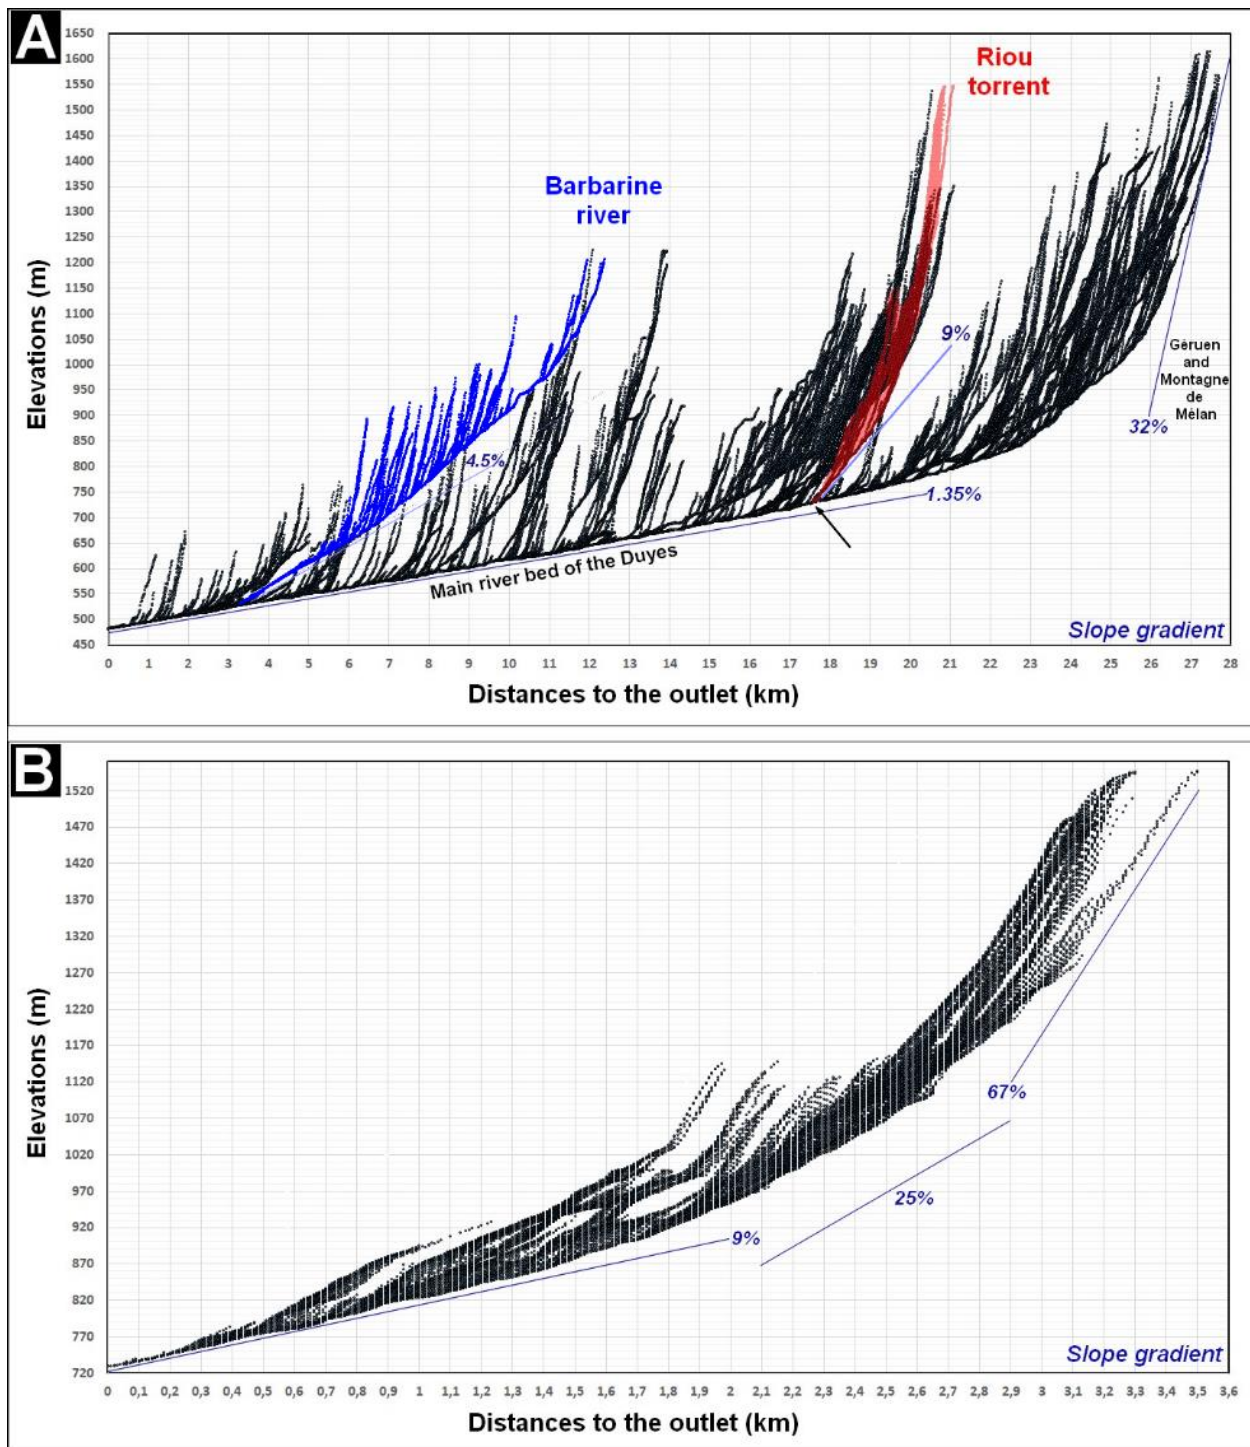 A
1650
1600
1550
1500
1450
1400
1350
1300
1250
1200
1150
1100
1050
1000
950
900
850
800
750
700
650
600
550
500
450
Elevations (m)
Riou
torrent
Barbarine
river
9%
4.5%
Géruen
and
Montagne
de
Mélan
32%
1.35%
Main river bed of the Duyes
Slope gradient
0 1 2 3 4 5 6 7 8 9 10 11 12 13 14 15 16 17 18 19 20 21 22 23 24 25 26 27 28
Distances to the outlet (km)
B
1520
1470
1420
1370
1320
1270
1220
1170
1120
1070
1020
970
920
870
820
770
720
Elevations (m)
67%
25%
9%
Slope gradient
0 0,1 0,2 0,3 0,4 0,5 0,6 0,7 0,8 0,9 1 1,1 1,2 1,3 1,4 1,5 1,6 1,7 1,8 1,9 2 2,1 2,2 2,3 2,4 2,5 2,6 2,7 2,8 2,9 3 3,1 3,2 3,3 3,4 3,5 3,6
Distances to the outlet (km)